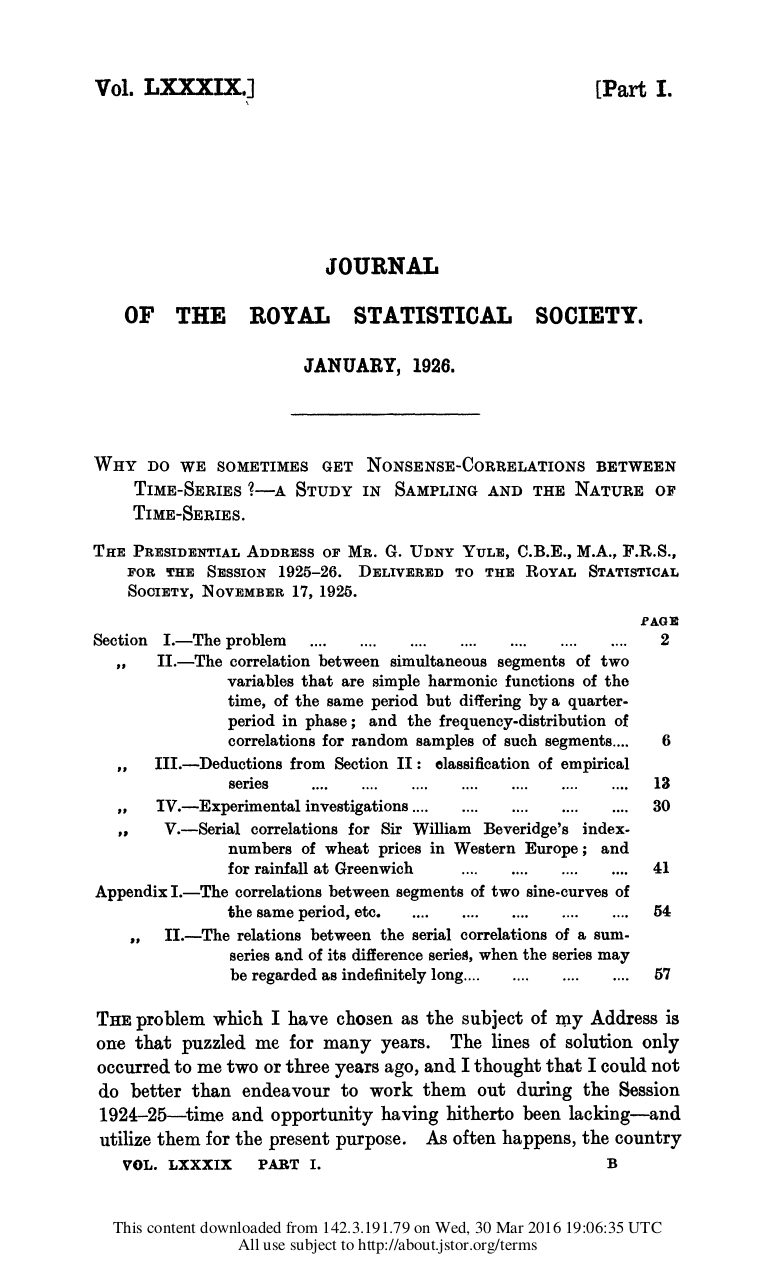 Vol. LXXXIX.] [Part I.
JOURNAL
OF THE ROYAL STATISTICAL SOCIETY.
JANUARY, 1926.
WHY DO WE SOMETIMES GET NONSENSE-CORRELATIONS BETWEEN
TIME-SERIES ?—A STUDY IN SAMPLING AND THE NATURE OF
TIME-SERIES.
THE PRESIDENTIAL ADDRESS OF MR. G. UDNY YULE, C.B.E., M.A., F.R.S.,
FOR THE SESSION 1925–26. DELIVERED TO THE ROYAL STATISTICAL
SOCIETY, NOVEMBER 17, 1925.
PAGE
Section I.—The problem .... .... .... .... .... .... .... 2
„ II.—The correlation between simultaneous segments of two
variables that are simple harmonic functions of the
time, of the same period but differing by a quarter-
period in phase ; and the frequency-distribution of
correlations for random samples of such segments.... 6
„ III.—Deductions from Section II : classification of empirical
series .... .... .... .... .... .... .... 13
„ IV.—Experimental investigations .... .... .... .... .... 30
„ V.—Serial correlations for Sir William Beveridge's index-
numbers of wheat prices in Western Europe ; and
for rainfall at Greenwich .... .... .... .... 41
Appendix I.—The correlations between segments of two sine-curves of
the same period, etc. .... .... .... .... .... 54
„ II.—The relations between the serial correlations of a sum-
series and of its difference series, when the series may
be regarded as indefinitely long.... .... .... .... 57
THE problem which I have chosen as the subject of my Address is
one that puzzled me for many years. The lines of solution only
occurred to me two or three years ago, and I thought that I could not
do better than endeavour to work them out during the Session
1924–25—time and opportunity having hitherto been lacking—and
utilize them for the present purpose. As often happens, the country
VOL. LXXXIX PART I. B
This content downloaded from 142.3.191.79 on Wed, 30 Mar 2016 19:06:35 UTC
All use subject to http://about.jstor.org/terms